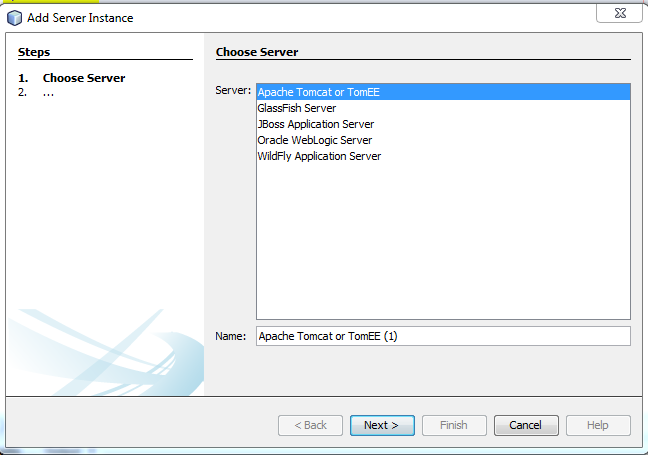 Add Server Instance
Steps
1. Choose Server
2. ...
Choose Server
Server:
Apache Tomcat or TomEE
GlassFish Server
JBoss Application Server
Oracle WebLogic Server
WildFly Application Server
Name: Apache Tomcat or TomEE (1)
< Back Next > Finish Cancel Help